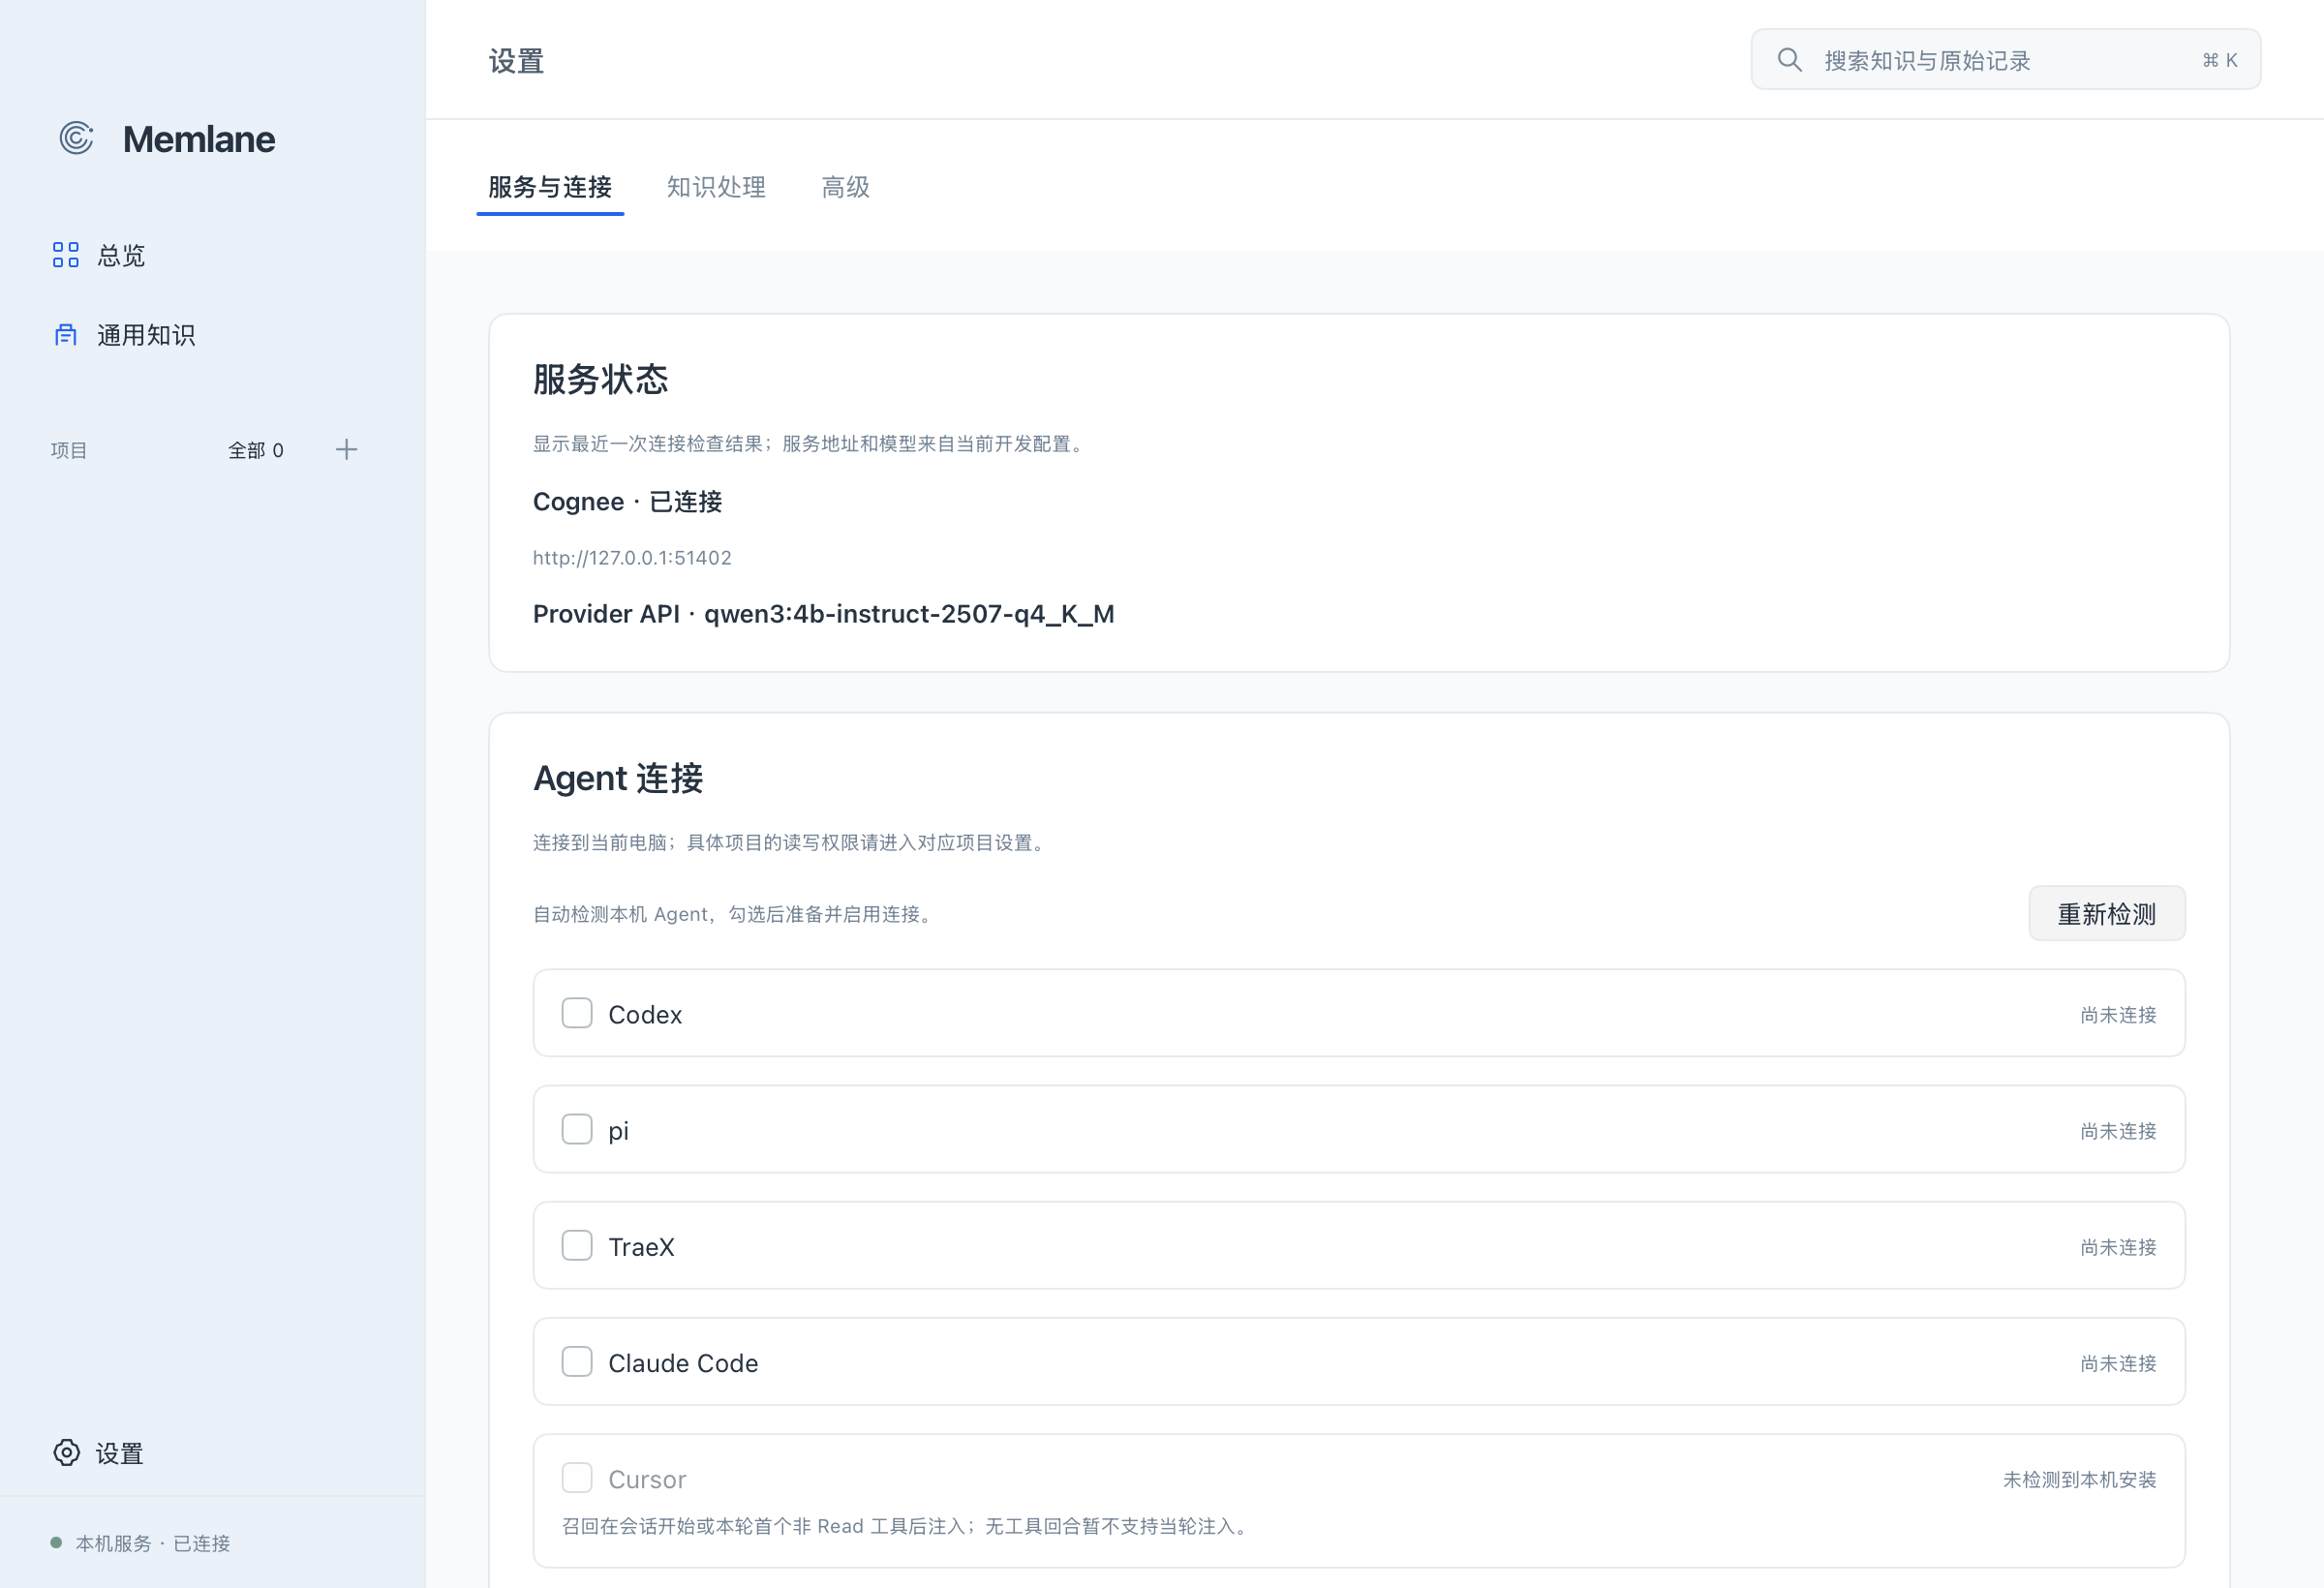 Memlane
总览
通用知识
项目 全部 0
设置
本机服务 · 已连接
设置
搜索知识与原始记录 ⌘ K
服务与连接 知识处理 高级
服务状态
显示最近一次连接检查结果；服务地址和模型来自当前开发配置。
Cognee · 已连接
http://127.0.0.1:51402
Provider API · qwen3:4b-instruct-2507-q4_K_M
Agent 连接
连接到当前电脑；具体项目的读写权限请进入对应项目设置。
自动检测本机 Agent，勾选后准备并启用连接。 重新检测
Codex 尚未连接
pi 尚未连接
TraeX 尚未连接
Claude Code 尚未连接
Cursor 未检测到本机安装
召回在会话开始或本轮首个非 Read 工具后注入；无工具回合暂不支持当轮注入。